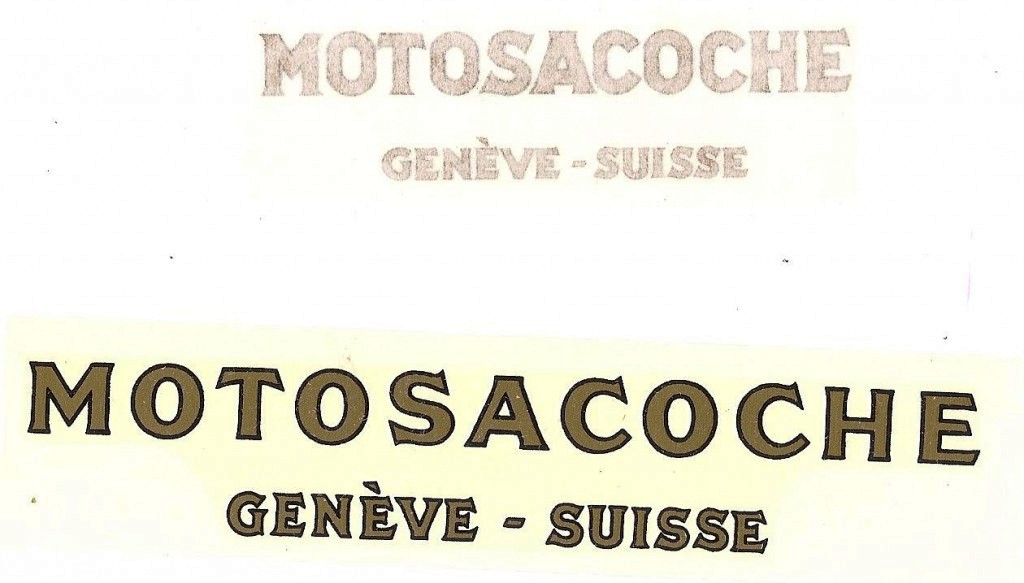 MOTOSACOCHE
GENÈVE - SUISSE
MOTOSACOCHE
GENÈVE - SUISSE